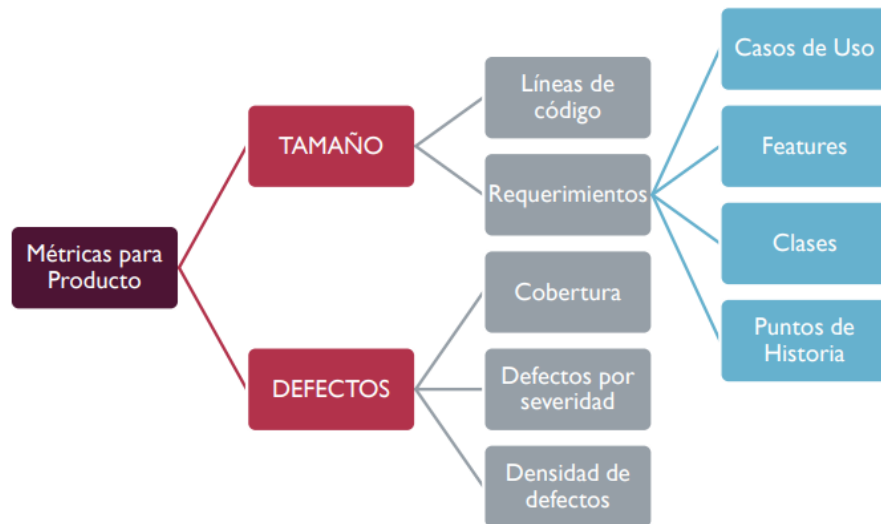 Métricas para
Producto
TAMAÑO
Líneas de
código
Requerimientos
Casos de Uso
Features
Clases
Puntos de
Historia
DEFECTOS
Cobertura
Defectos por
severidad
Densidad de
defectos